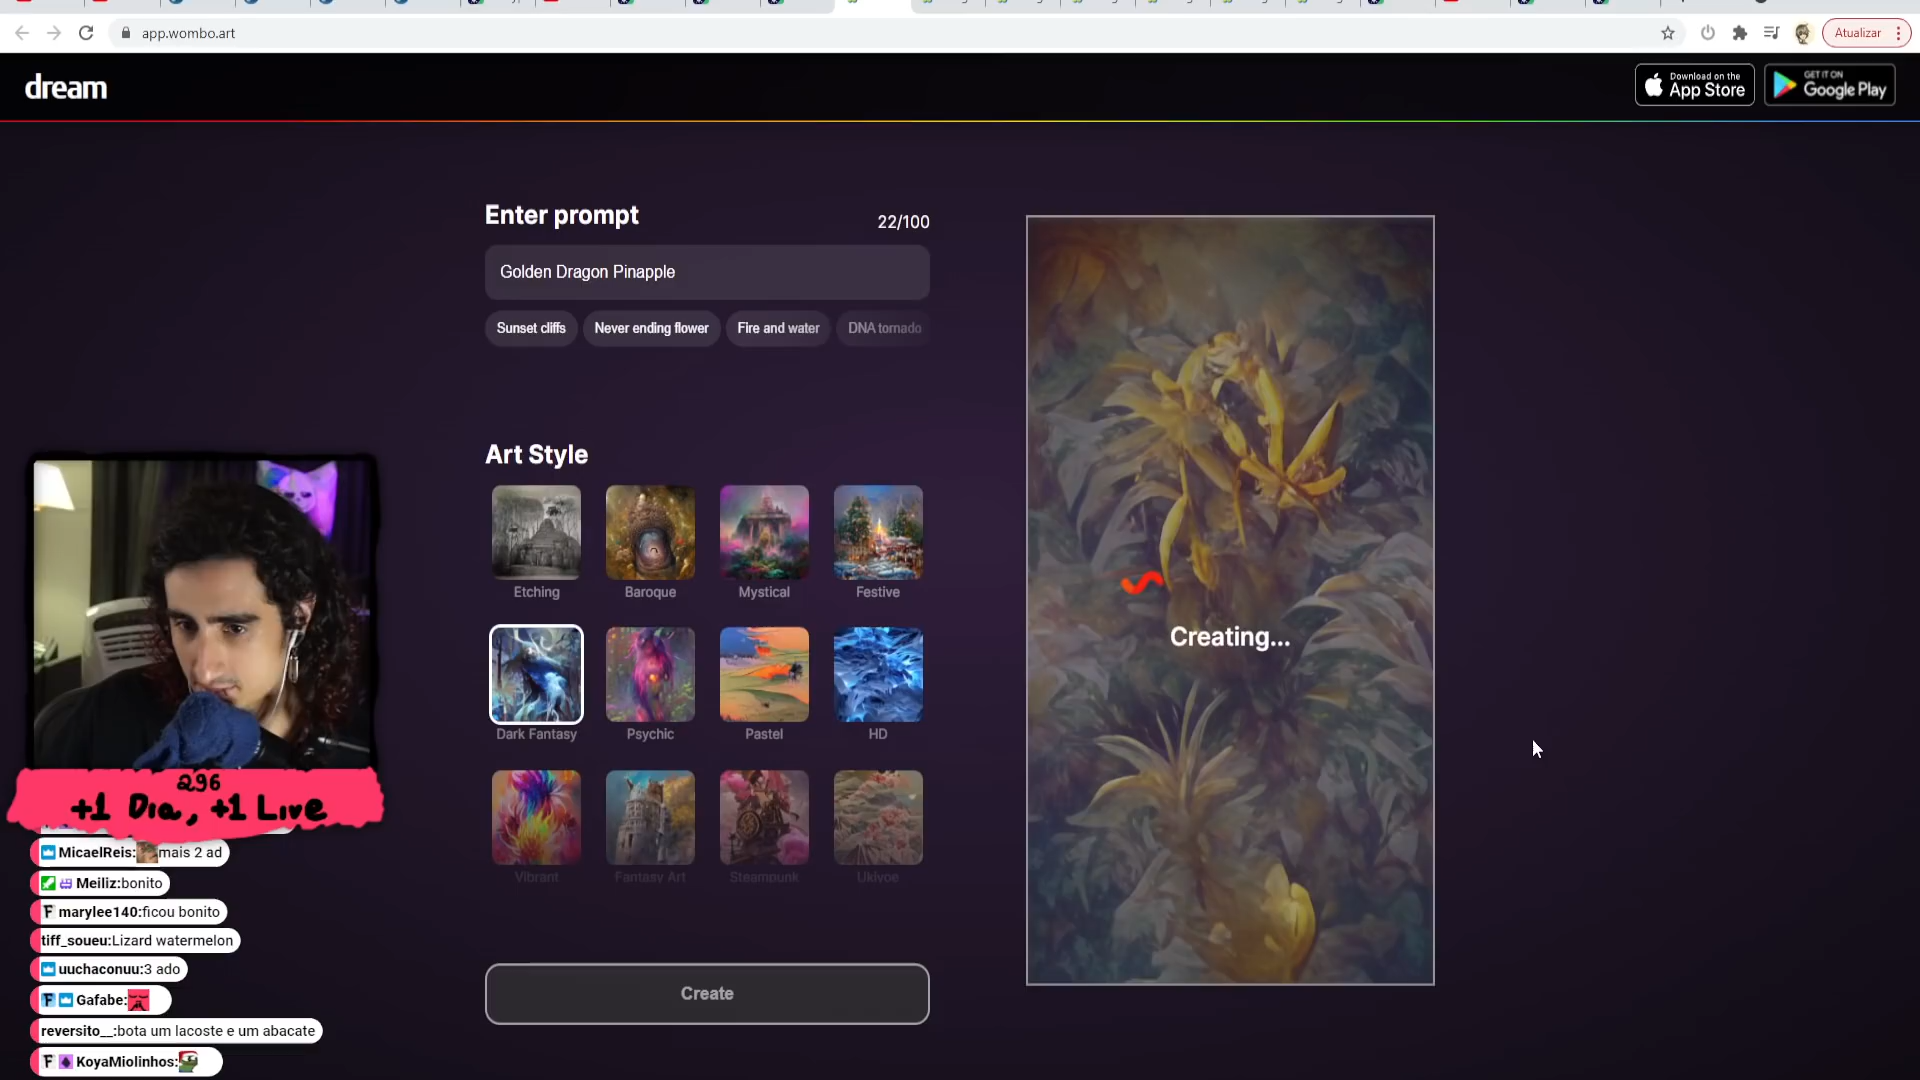 app.wombo.art
Atualizar
dream
Download on the
App Store
GET IT ON
Google Play
Enter prompt
22/100
Golden Dragon Pinapple
Sunset cliffs
Never ending flower
Fire and water
DNA tornado
Art Style
Etching
Baroque
Mystical
Festive
Dark Fantasy
Psychic
Pastel
HD
Vibrant
Fantasy Art
Steampunk
Ukiyoe
Create
Creating...
296
+1 Dia, +1 Live
MicaelReis: mais 2 ad
Meiliz:bonito
marylee140:ficou bonito
tiff_soueu:Lizard watermelon
uuchaconuu:3 ado
Gafabe:
reversito__:bota um lacoste e um abacate
KoyaMiolinhos: